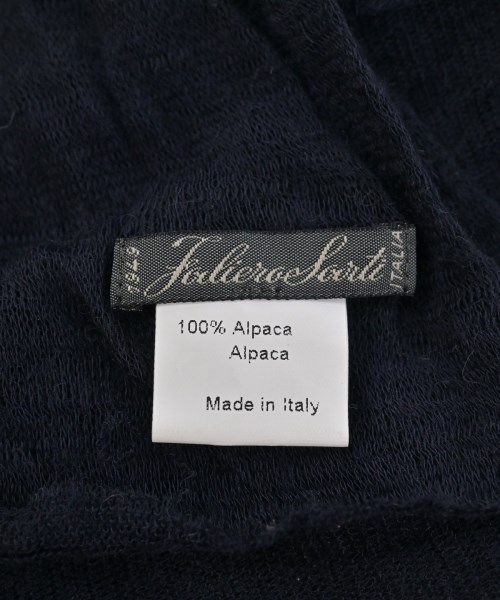 1949
Faliero Sarti
ITALIA
100% Alpaca
Alpaca
Made in Italy